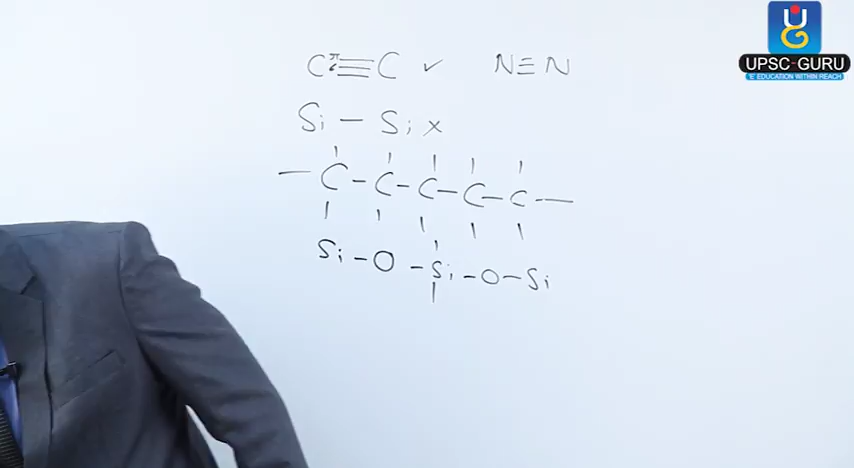 C π≡ C ✓ N ≡ N
Si — Si ×
— C – C – C – C – C —
Si – O – Si – O – Si
UG
UPSC-GURU
'E' EDUCATION WITHIN REACH